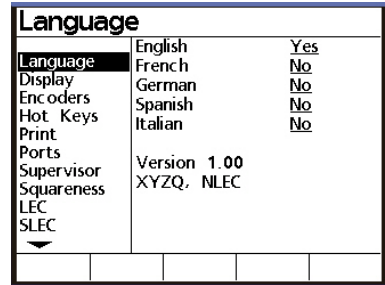 Language
Language
Display
Encoders
Hot Keys
Print
Ports
Supervisor
Squareness
LEC
SLEC
English Yes
French No
German No
Spanish No
Italian No
Version 1.00
XYZQ, NLEC